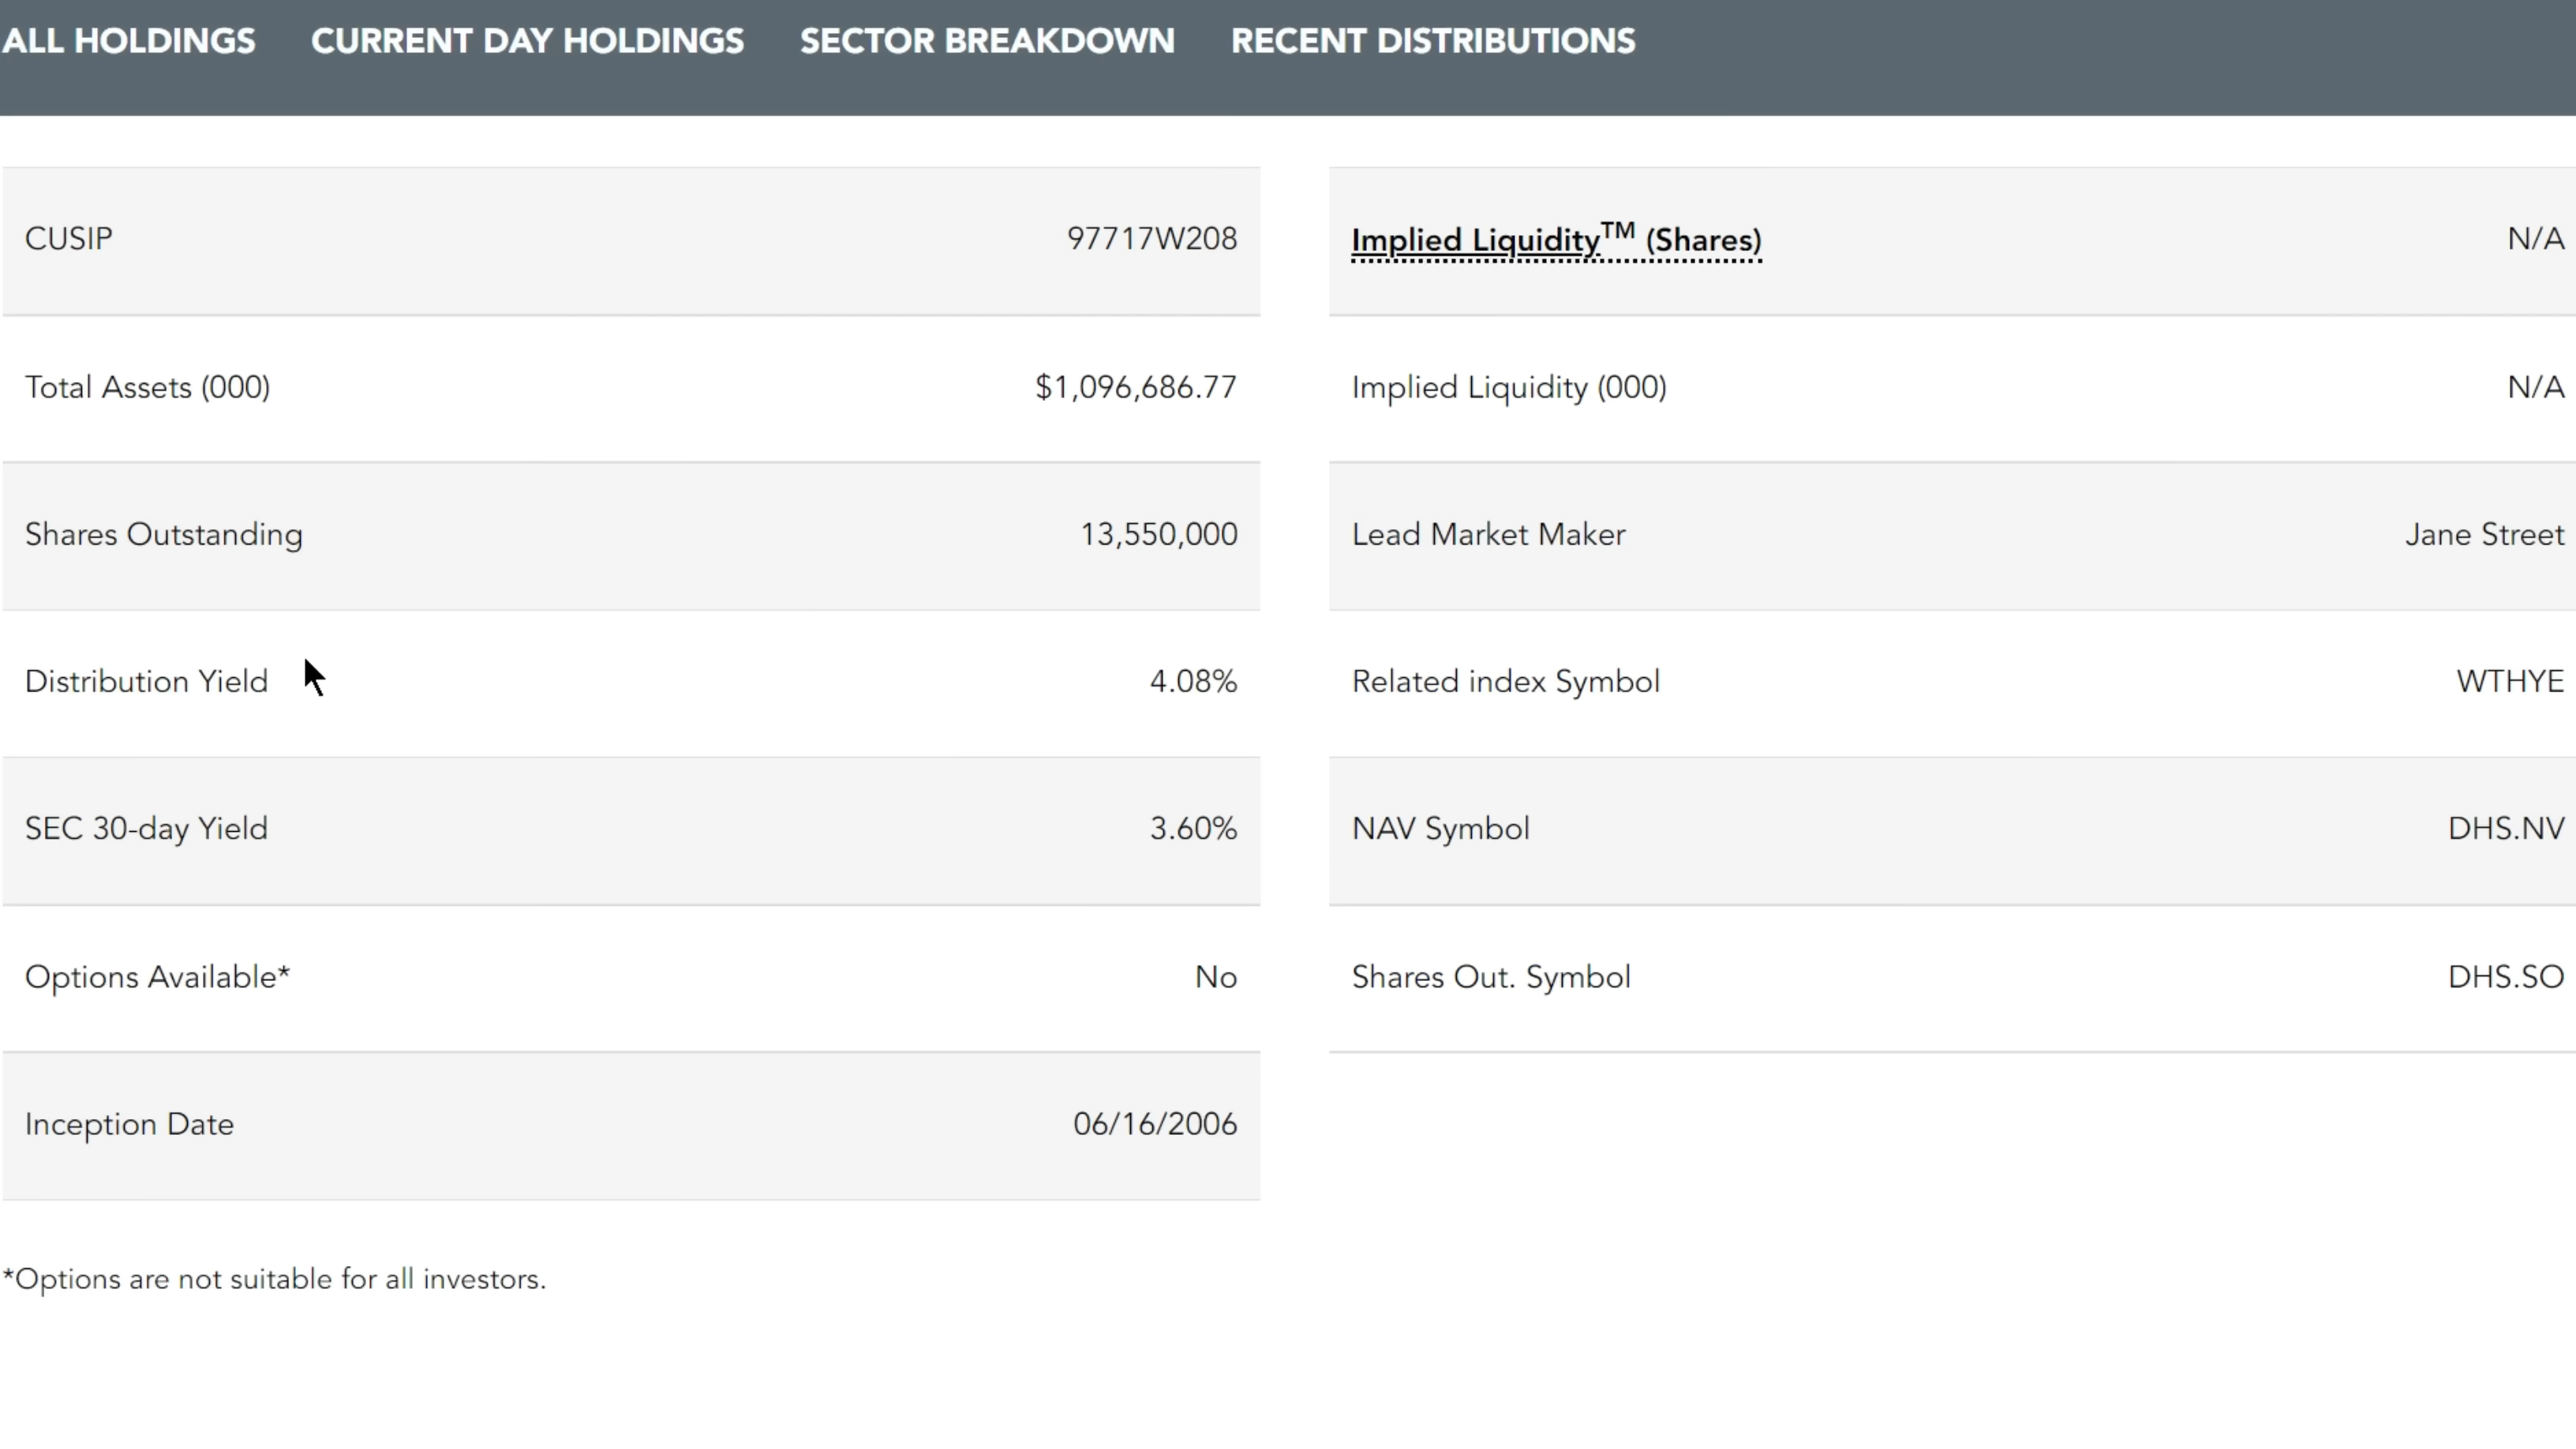 ALL HOLDINGS CURRENT DAY HOLDINGS SECTOR BREAKDOWN RECENT DISTRIBUTIONS
CUSIP 97717W208
Total Assets (000) $1,096,686.77
Shares Outstanding 13,550,000
Distribution Yield 4.08%
SEC 30-day Yield 3.60%
Options Available* No
Inception Date 06/16/2006
Implied Liquidity™ (Shares) N/A
Implied Liquidity (000) N/A
Lead Market Maker Jane Street
Related index Symbol WTHYE
NAV Symbol DHS.NV
Shares Out. Symbol DHS.SO
*Options are not suitable for all investors.